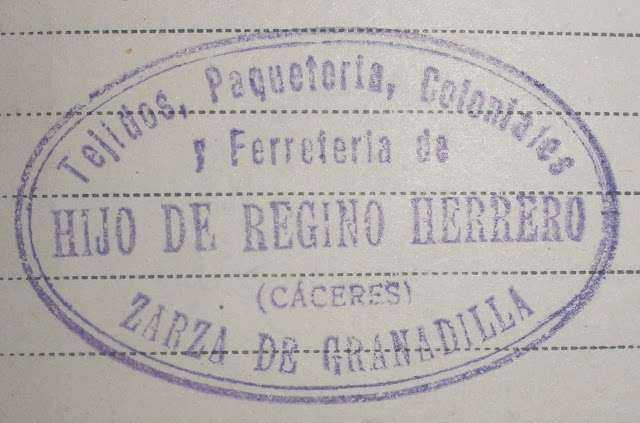 Tejidos, Paquetería, Coloniales
y Ferretería de
HIJO DE REGINO HERRERO
(CÁCERES)
ZARZA DE GRANADILLA